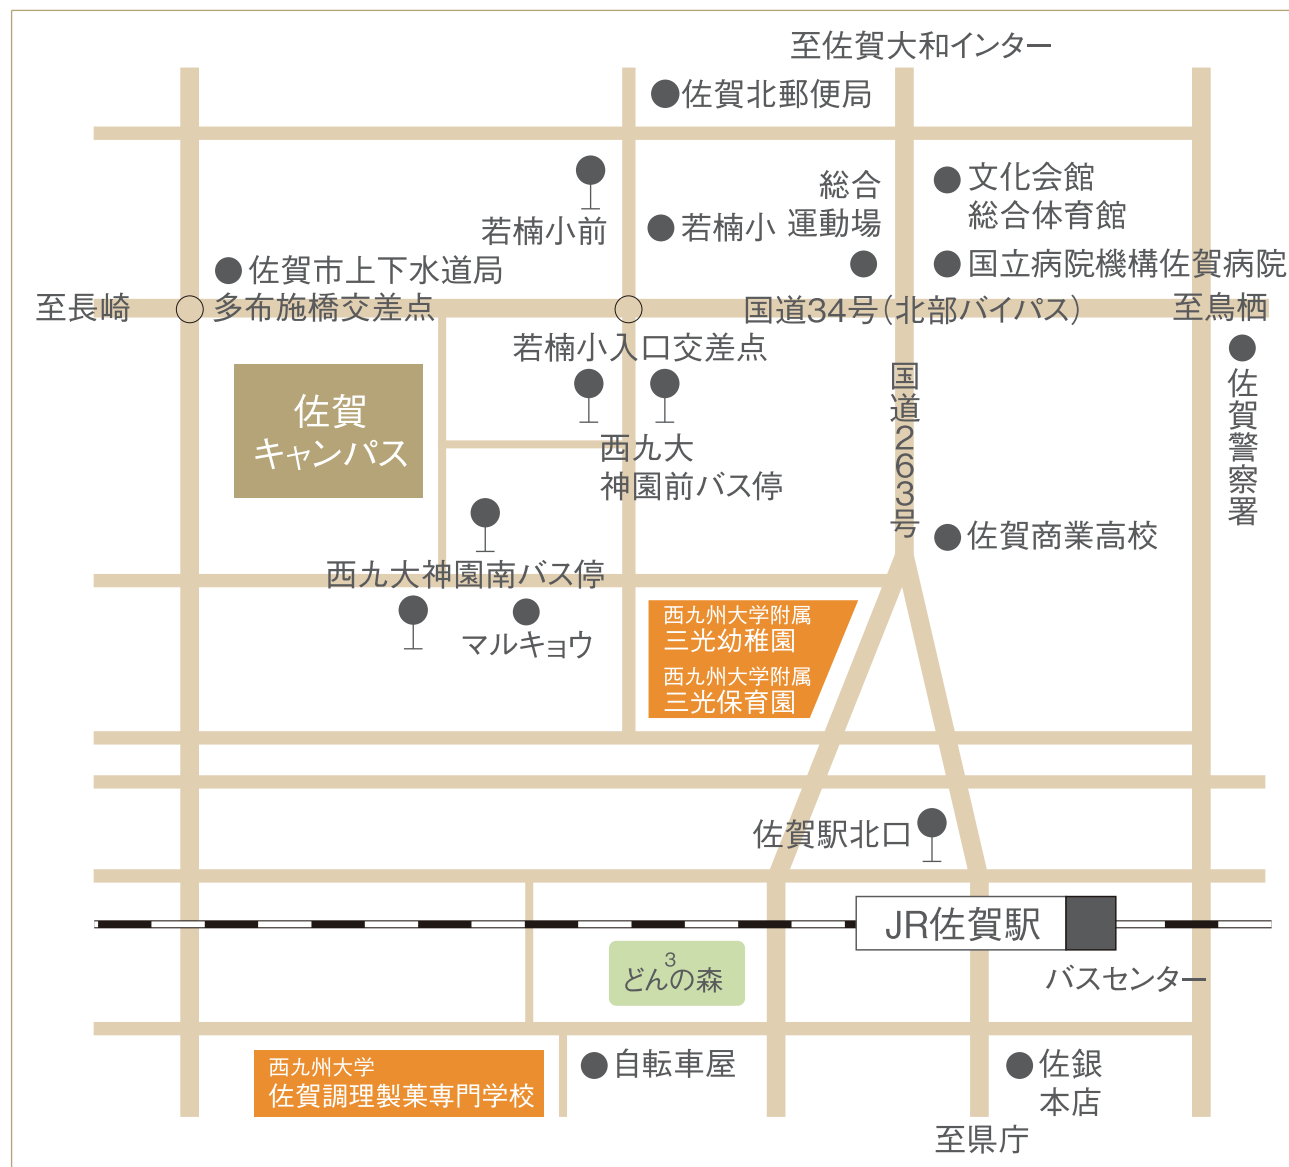 至佐賀大和インター
佐賀北郵便局
文化会館
総合体育館
総合
運動場
若楠小前
若楠小
国立病院機構佐賀病院
佐賀市上下水道局
至長崎
多布施橋交差点
国道34号(北部バイパス)
至鳥栖
若楠小入口交差点
国道263号
佐賀警察署
佐賀
キャンパス
西九大
神園前バス停
佐賀商業高校
西九大神園南バス停
マルキョウ
西九州大学附属
三光幼稚園
西九州大学附属
三光保育園
佐賀駅北口
JR佐賀駅
バスセンター
3
どんの森
西九州大学
佐賀調理製菓専門学校
自転車屋
佐銀
本店
至県庁